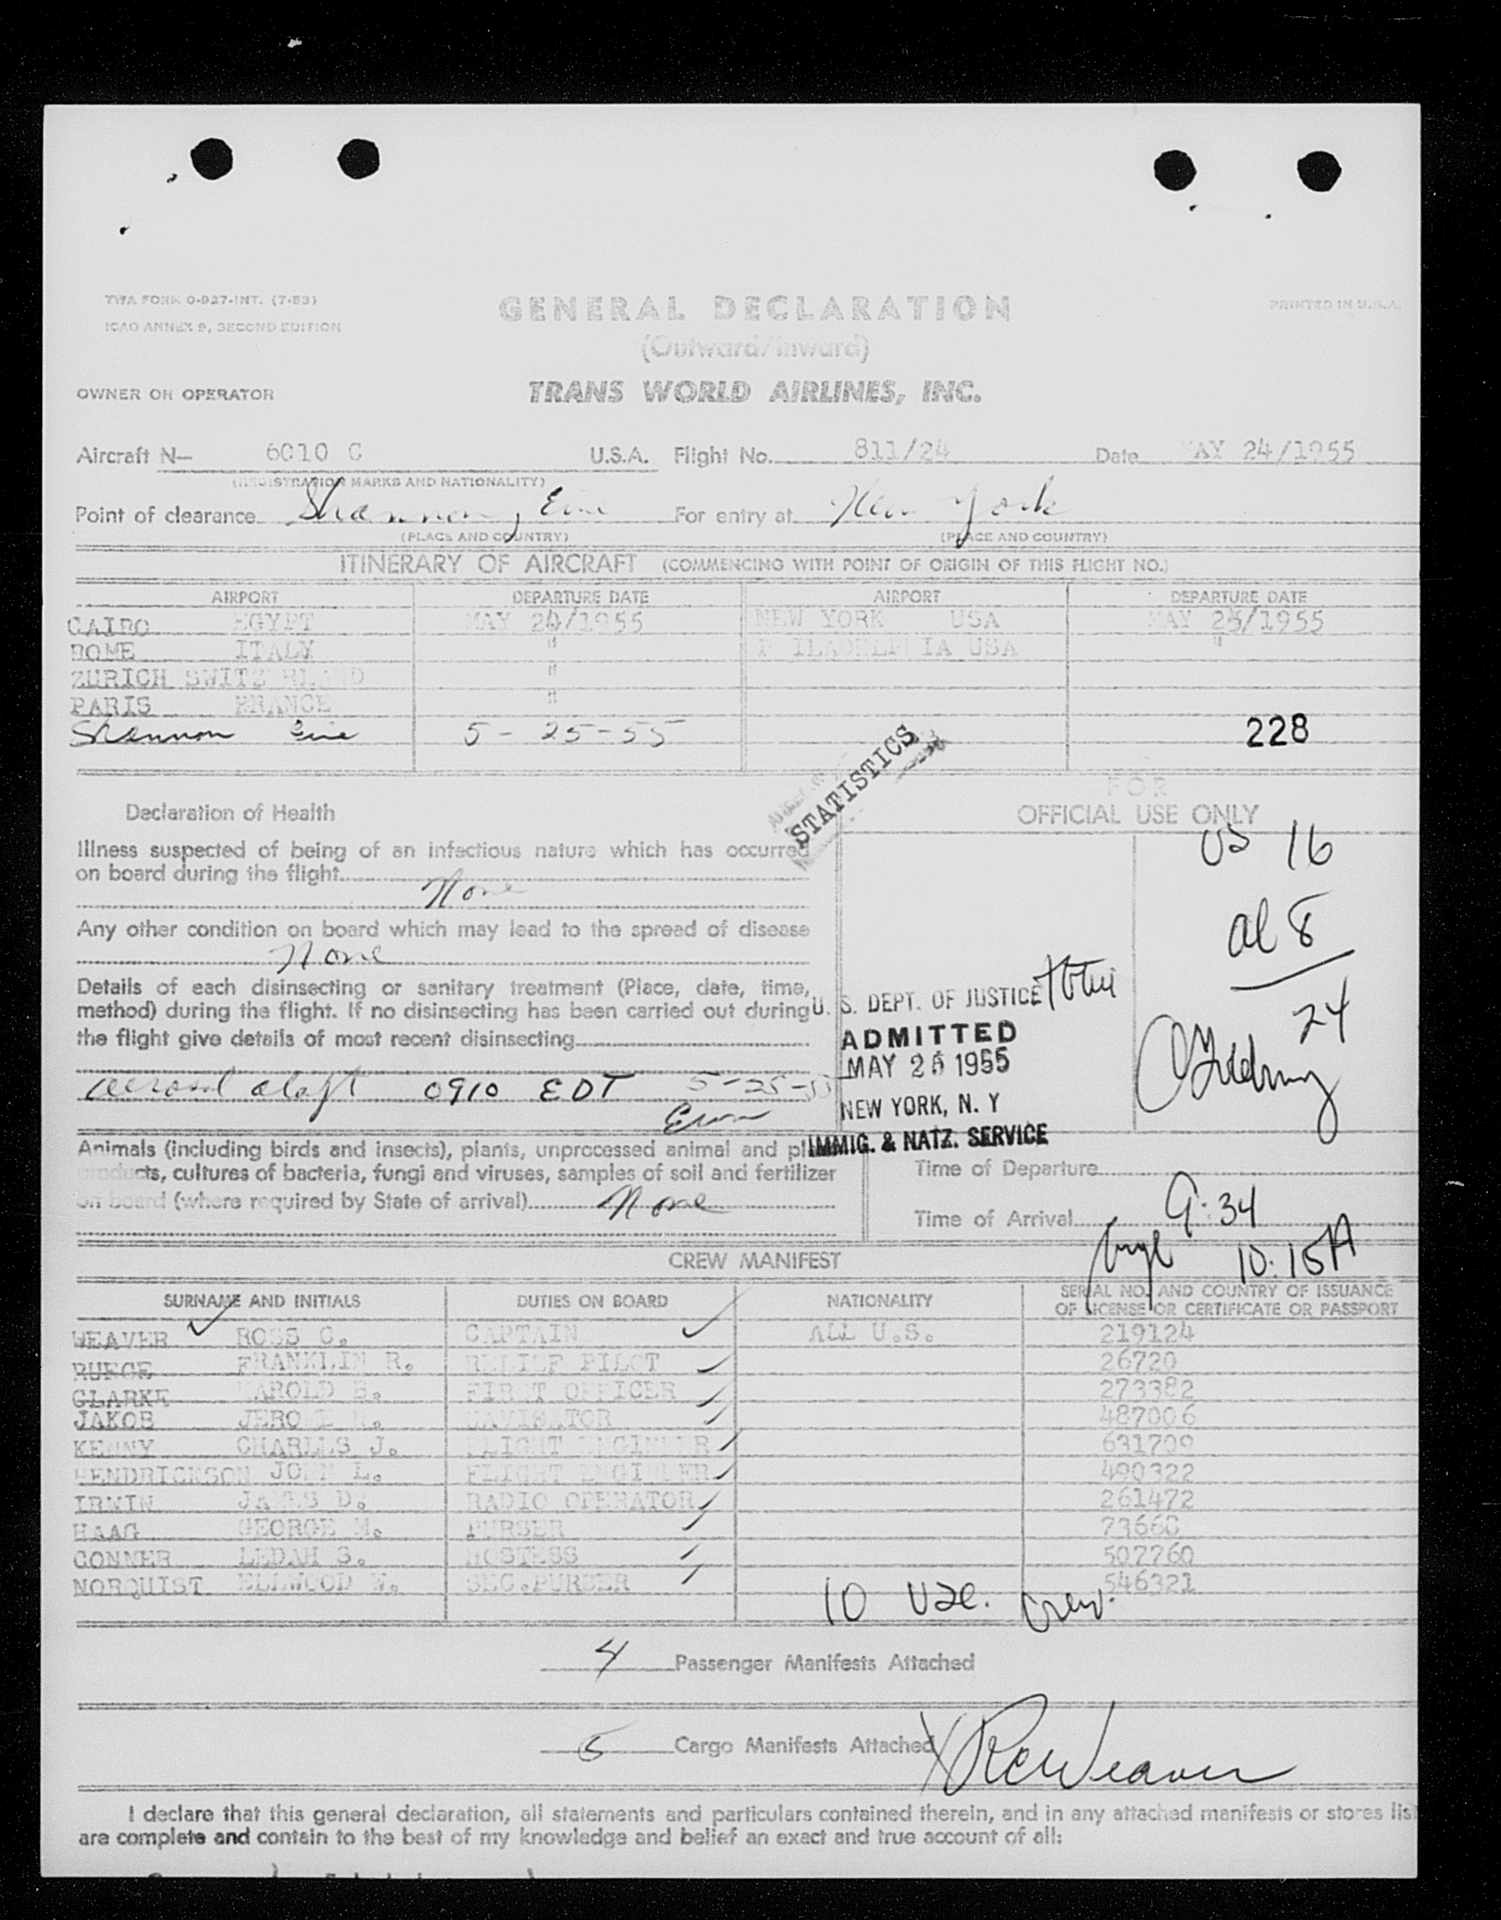 TWA FORM 0-927-INT. (7-53)
ICAO ANNEX 9, SECOND EDITION
GENERAL DECLARATION
PRINTED IN U.S.A.
(Outward/Inward)
OWNER OR OPERATOR
TRANS WORLD AIRLINES, INC.
Aircraft N— 6010 C U.S.A. Flight No. 811/24 Date MAY 24/1955
(REGISTRATION MARKS AND NATIONALITY)
Point of clearance Shannon, Eire For entry at New York
(PLACE AND COUNTRY) (PLACE AND COUNTRY)
ITINERARY OF AIRCRAFT (COMMENCING WITH POINT OF ORIGIN OF THIS FLIGHT NO.)
AIRPORT DEPARTURE DATE AIRPORT DEPARTURE DATE
CAIRO EGYPT MAY 24/1955 NEW YORK USA MAY 25/1955
ROME ITALY " PHILADELPHIA USA "
ZURICH SWITZERLAND "
PARIS FRANCE "
Shannon Eire 5-25-55 228
STATISTICS
FOR
OFFICIAL USE ONLY
Declaration of Health
Illness suspected of being of an infectious nature which has occurred
on board during the flight
None
Any other condition on board which may lead to the spread of disease
None
Details of each disinsecting or sanitary treatment (Place, date, time,
method) during the flight. If no disinsecting has been carried out during
the flight give details of most recent disinsecting
aerosol aloft 0910 EDT 5-25-55
US 16
al 8
24
U. S. DEPT. OF JUSTICE
ADMITTED
MAY 25 1955
NEW YORK, N. Y
IMMIG. & NATZ. SERVICE
Animals (including birds and insects), plants, unprocessed animal and pl
products, cultures of bacteria, fungi and viruses, samples of soil and fertilizer
on board (where required by State of arrival) None
Time of Departure
Time of Arrival 9:34
10:15A
CREW MANIFEST
SURNAME AND INITIALS DUTIES ON BOARD NATIONALITY SERIAL NO. AND COUNTRY OF ISSUANCE
OF LICENSE OR CERTIFICATE OR PASSPORT
WEAVER ROSS C. CAPTAIN ALL U.S. 219124
RUEGE FRANKLIN R. RELIEF PILOT 26720
CLARKE HAROLD B. FIRST OFFICER 273382
JAKOB JEROME NAVIGATOR 487006
KENNY CHARLES J. FLIGHT ENGINEER 631709
HENDRICKSON JOHN L. FLIGHT ENGINEER 490322
IRWIN JAMES D. RADIO OPERATOR 261472
HAAG GEORGE M. PURSER 73668
CONNER LEDAH S. HOSTESS 507760
NORQUIST ELLWOOD W. SEC.PURSER 546321
10 USC. Crew.
4 Passenger Manifests Attached
5 Cargo Manifests Attached
X RCWeaver
I declare that this general declaration, all statements and particulars contained therein, and in any attached manifests or stores lis
are complete and contain to the best of my knowledge and belief an exact and true account of all: